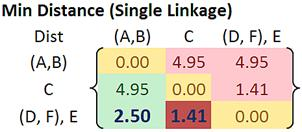 Min Distance (Single Linkage)
Dist (A,B) C (D, F), E
(A,B) 0.00 4.95 4.95
C 4.95 0.00 1.41
(D, F), E 2.50 1.41 0.00